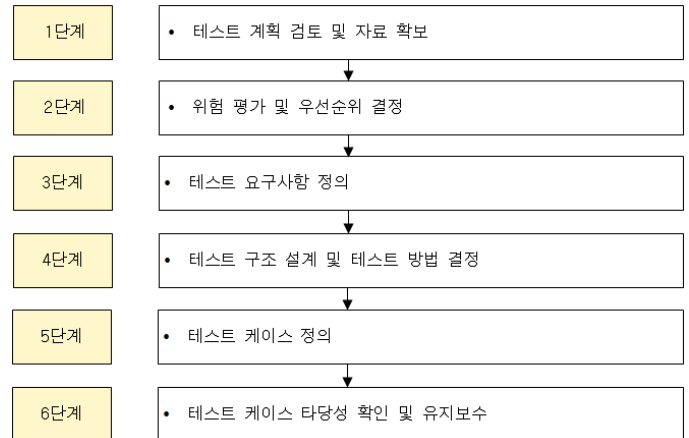 1단계
• 테스트 계획 검토 및 자료 확보
2단계
• 위험 평가 및 우선순위 결정
3단계
• 테스트 요구사항 정의
4단계
• 테스트 구조 설계 및 테스트 방법 결정
5단계
• 테스트 케이스 정의
6단계
• 테스트 케이스 타당성 확인 및 유지보수